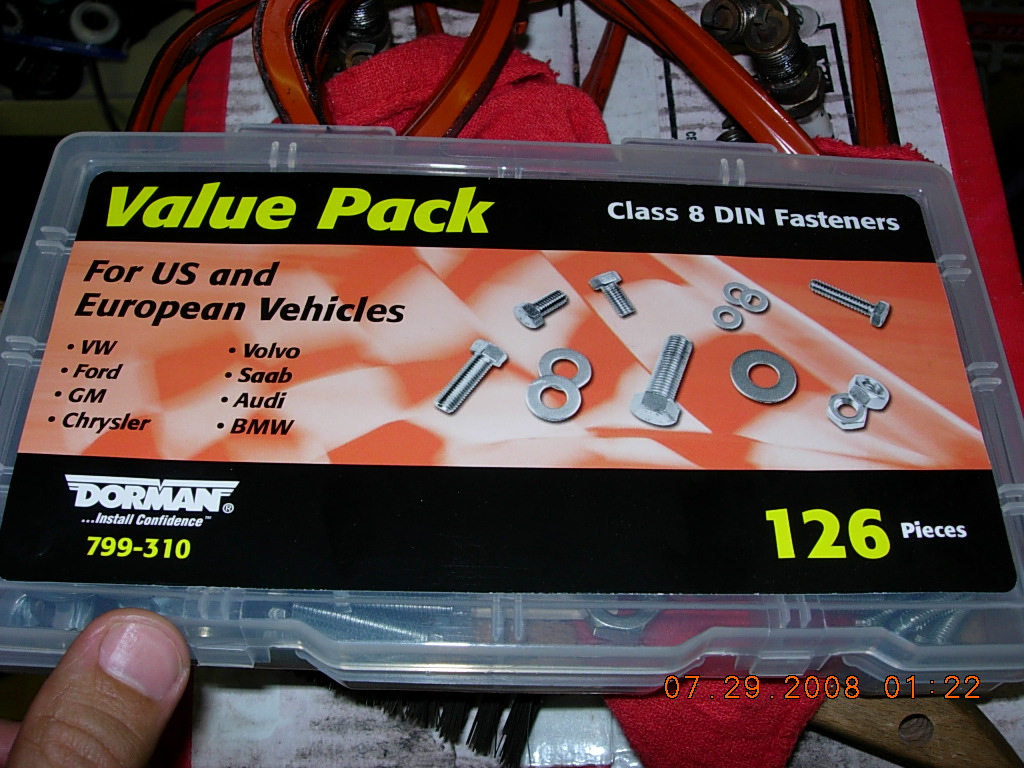 Value Pack
Class 8 DIN Fasteners
For US and
European Vehicles
• VW
• Ford
• GM
• Chrysler
• Volvo
• Saab
• Audi
• BMW
DORMAN®
...Install Confidence™
799-310
126 Pieces
07.29.2008 01:22